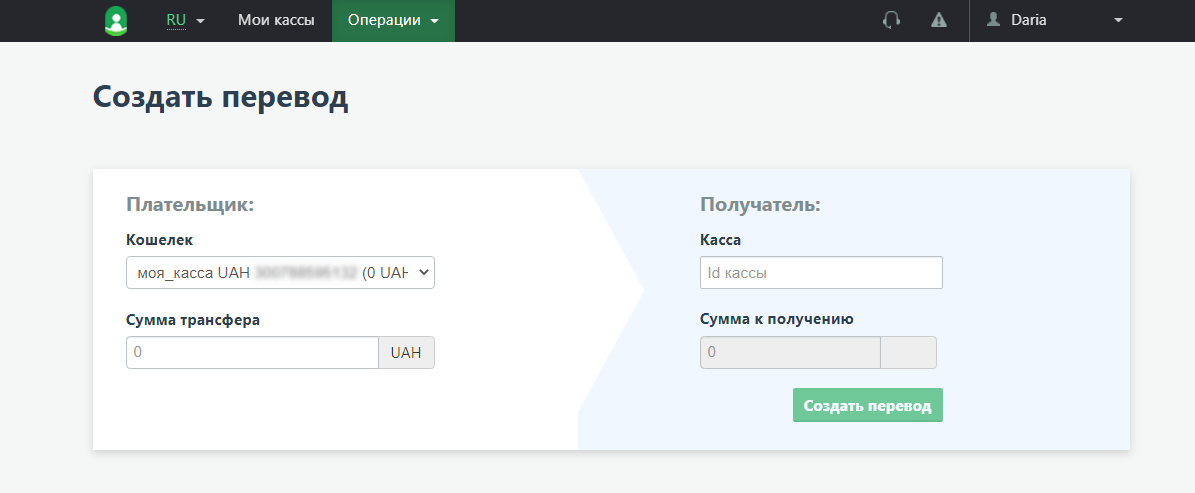 RU Мои кассы Операции Daria
Создать перевод
Плательщик:
Кошелек
моя_касса UAH (0 UAH
Сумма трансфера
0 UAH
Получатель:
Касса
Id кассы
Сумма к получению
0
Создать перевод